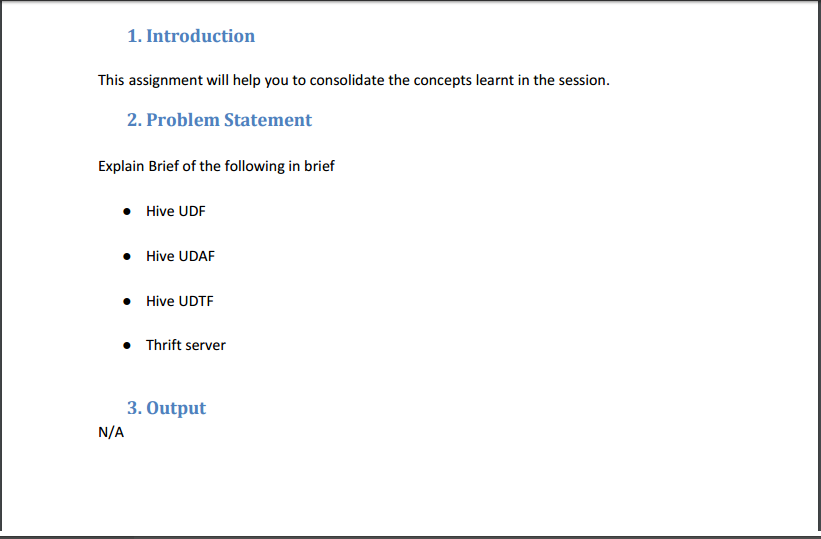 1. Introduction
This assignment will help you to consolidate the concepts learnt in the session.
2. Problem Statement
Explain Brief of the following in brief
● Hive UDF
● Hive UDAF
● Hive UDTF
● Thrift server
3. Output
N/A